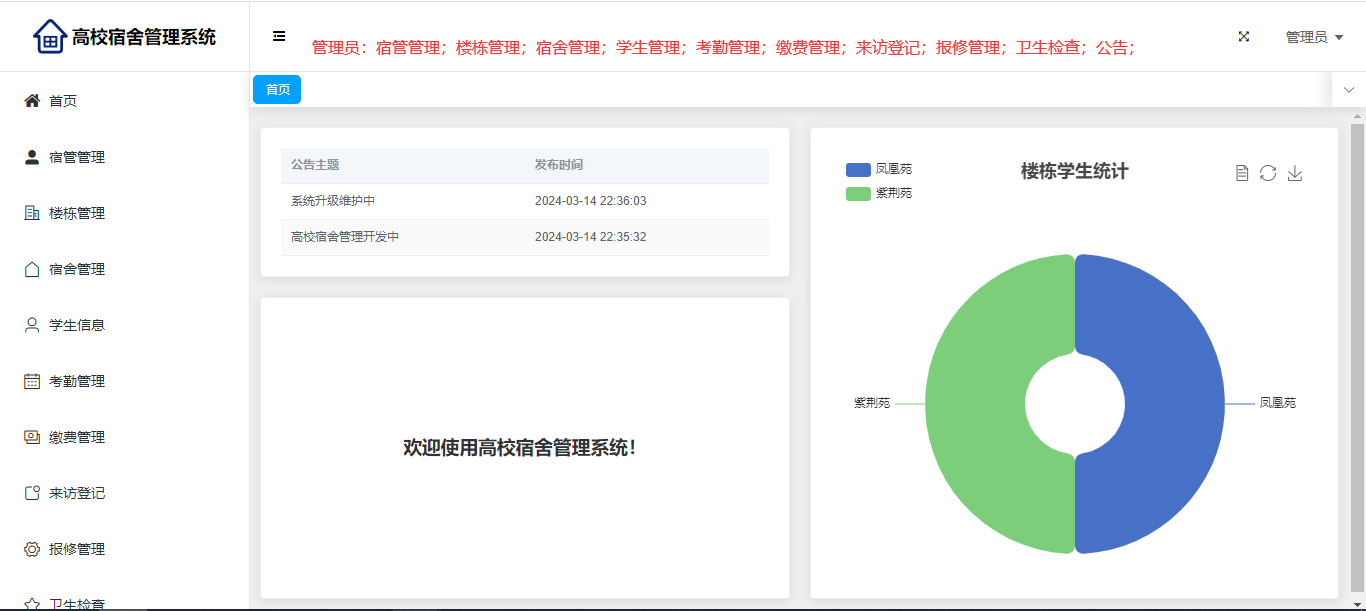 高校宿舍管理系统
管理员：宿管管理；楼栋管理；宿舍管理；学生管理；考勤管理；缴费管理；来访登记；报修管理；卫生检查；公告；
管理员
首页
首页
宿管管理
楼栋管理
宿舍管理
学生信息
考勤管理
缴费管理
来访登记
报修管理
卫生检查
公告主题 发布时间
系统升级维护中 2024-03-14 22:36:03
高校宿舍管理开发中 2024-03-14 22:35:32
欢迎使用高校宿舍管理系统！
楼栋学生统计
凤凰苑
紫荆苑
紫荆苑
凤凰苑